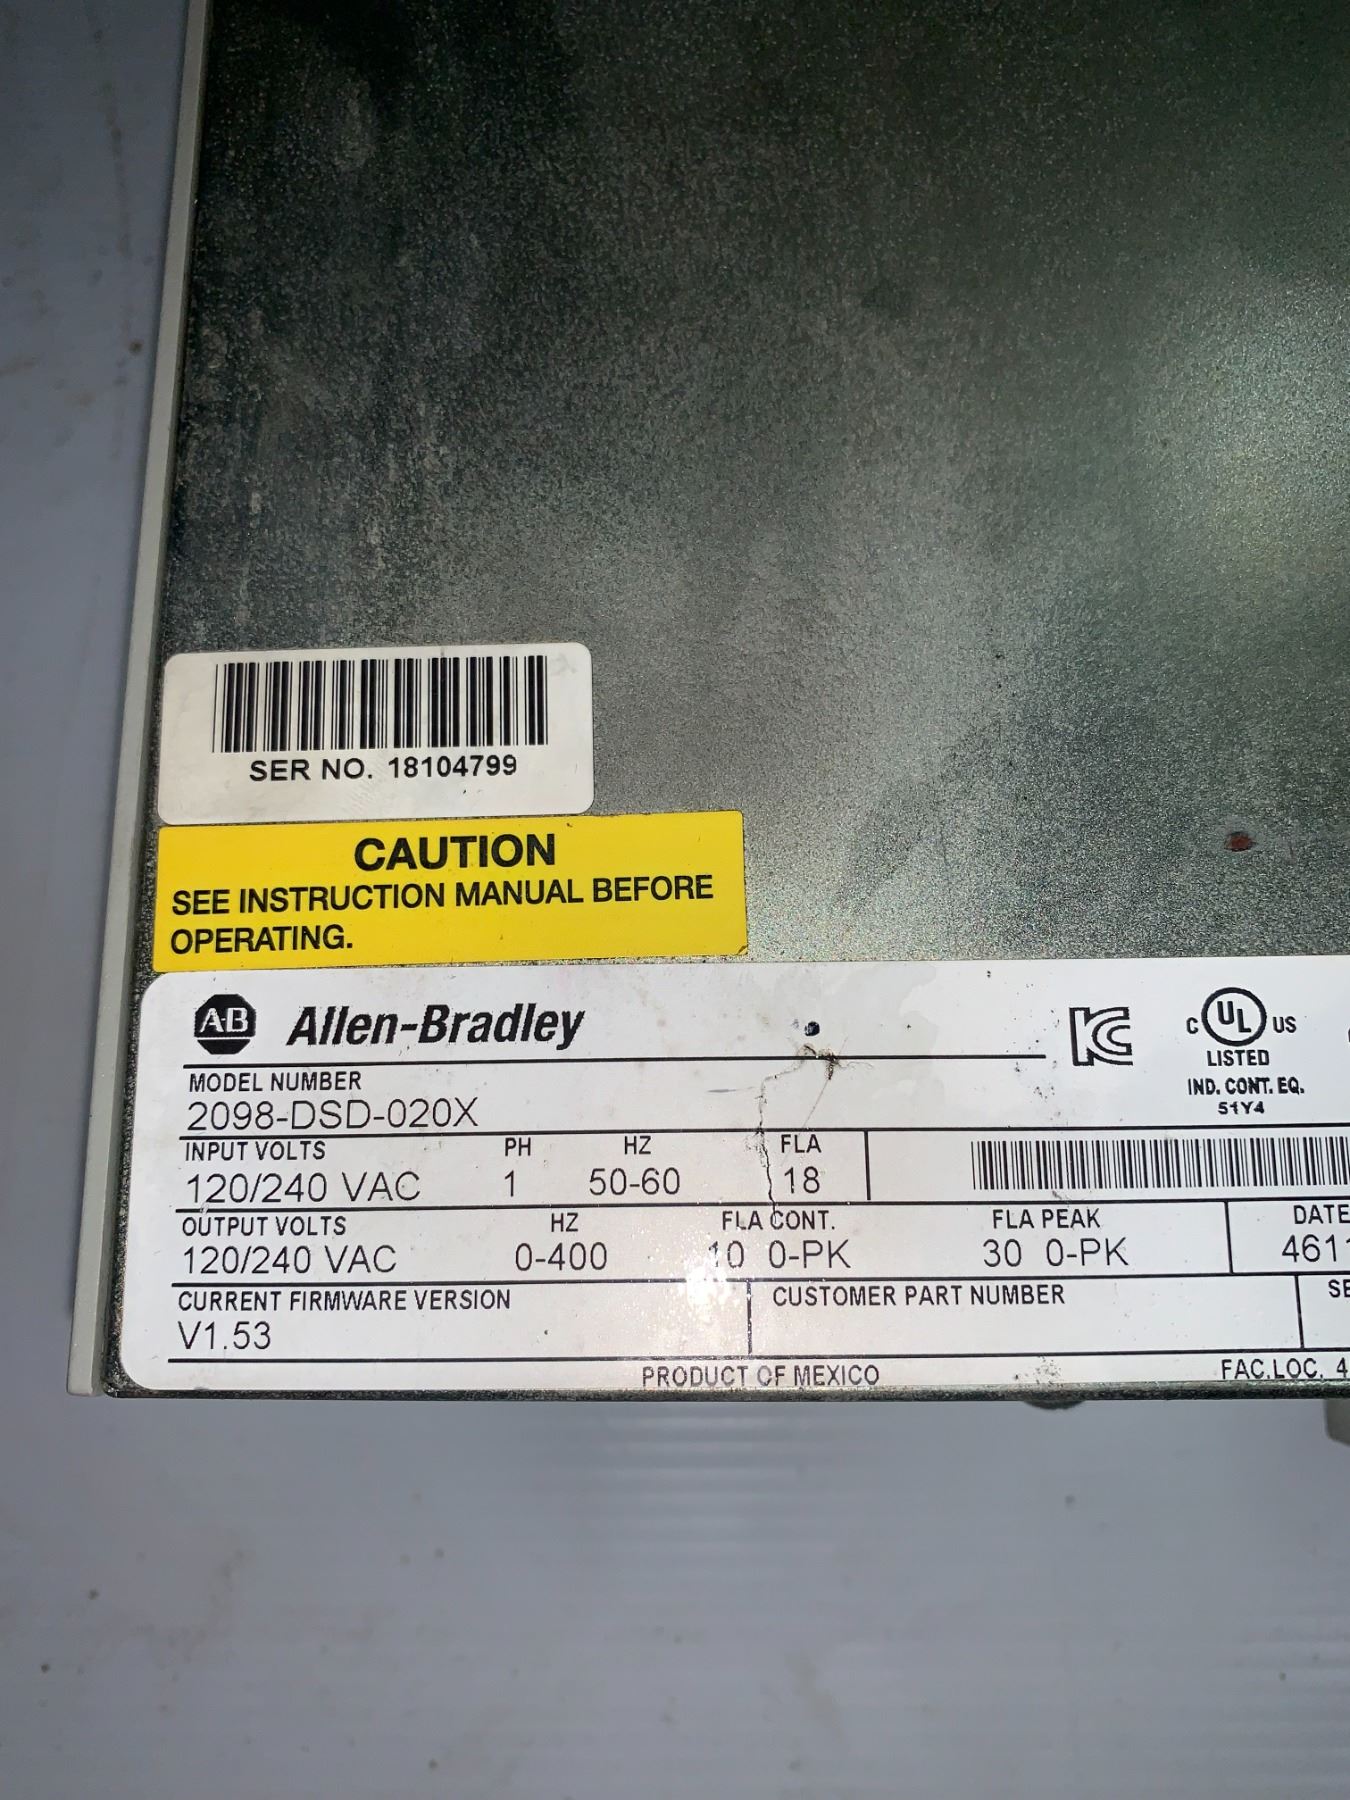 SER NO. 18104799
CAUTION
SEE INSTRUCTION MANUAL BEFORE
OPERATING.
AB Allen-Bradley
C UL US
LISTED
IND. CONT. EQ.
51Y4
MODEL NUMBER
2098-DSD-020X
INPUT VOLTS PH HZ FLA
120/240 VAC 1 50-60 18
OUTPUT VOLTS HZ FLA CONT. FLA PEAK DATE
120/240 VAC 0-400 10 0-PK 30 0-PK
CURRENT FIRMWARE VERSION CUSTOMER PART NUMBER
V1.53
PRODUCT OF MEXICO FAC.LOC.